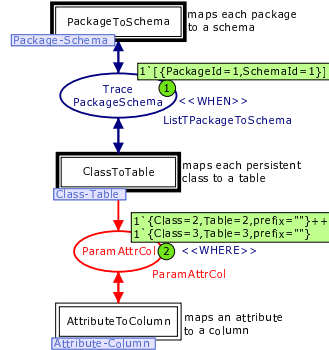 PackageToSchema
maps each package
to a schema
Package-Schema
1`[{PackageId=1,SchemaId=1}]
Trace
PackageSchema
1
<<WHEN>>
ListTPackageToSchema
ClassToTable
maps each persistent
class to a table
Class-Table
1`{Class=2,Table=2,prefix=""}++
1`{Class=3,Table=3,prefix=""}
ParamAttrCol
2
<<WHERE>>
ParamAttrCol
AttributeToColumn
maps an attribute
to a column
Attribute-Column